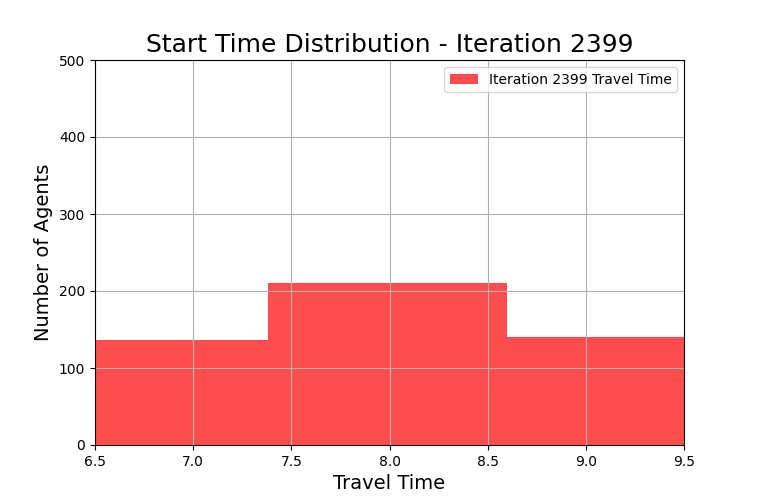 Start Time Distribution - Iteration 2399
Iteration 2399 Travel Time
Number of Agents
500
400
300
200
100
0
6.5 7.0 7.5 8.0 8.5 9.0 9.5
Travel Time